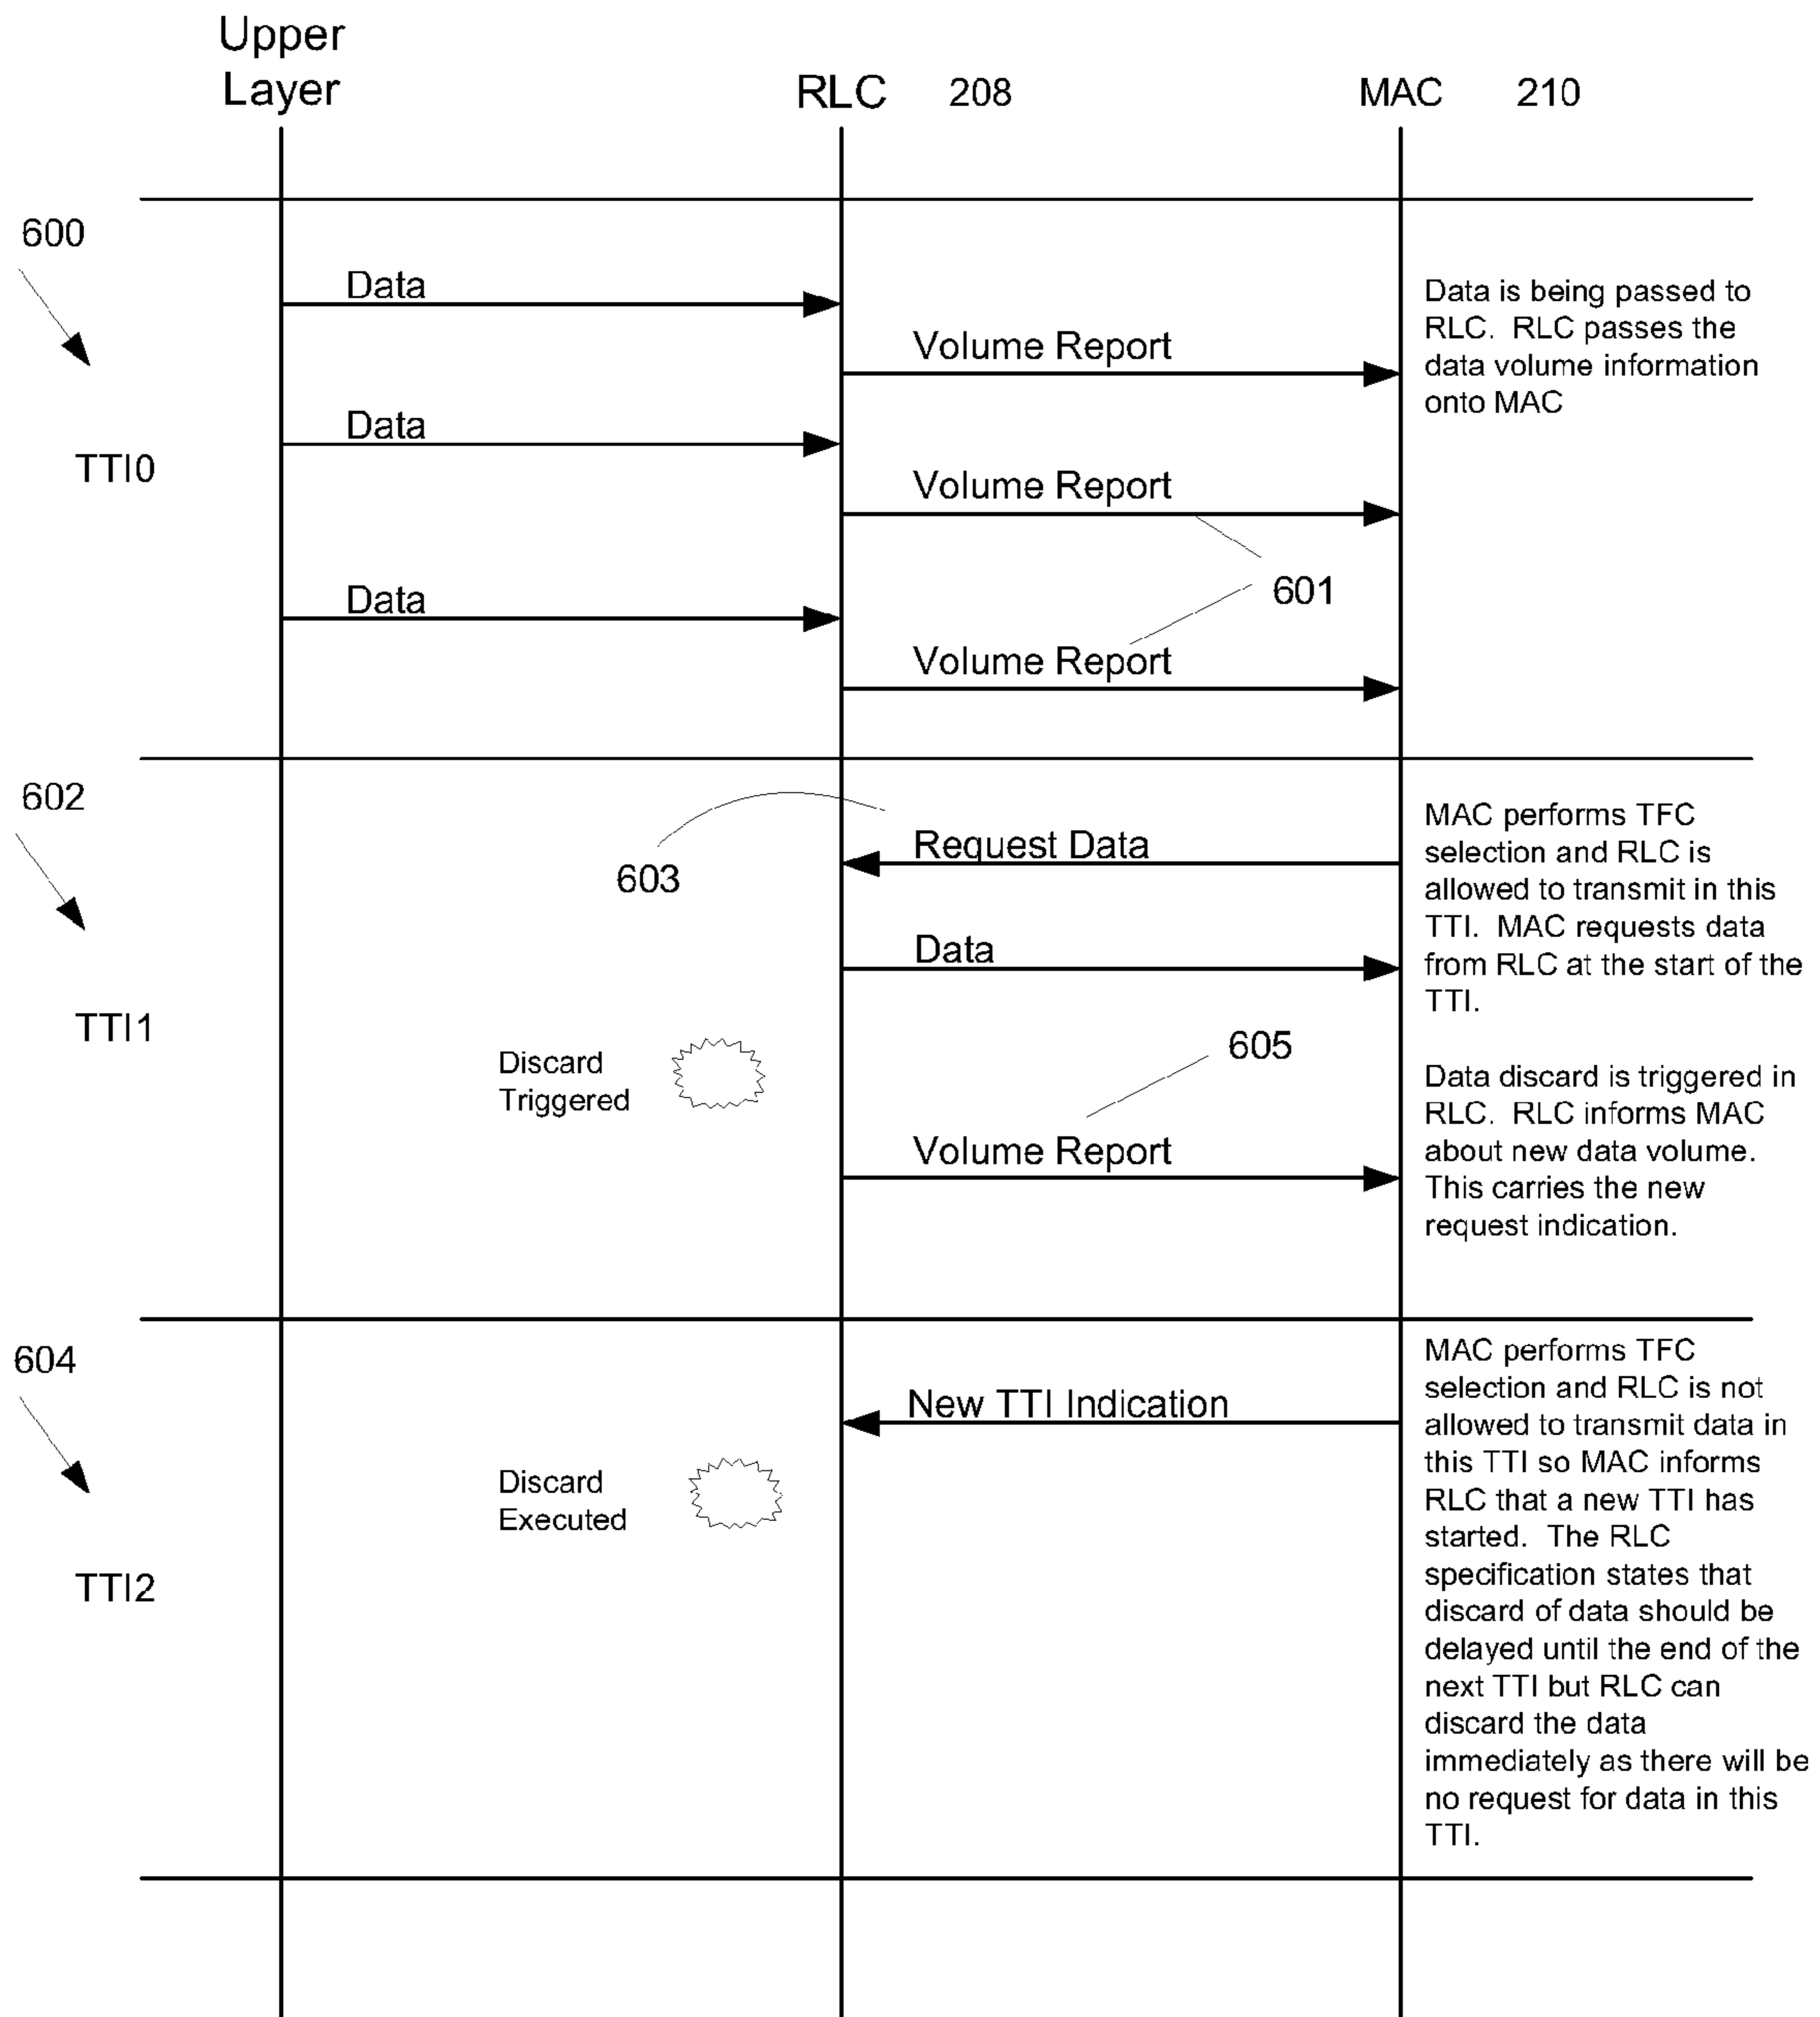 Upper
Layer
RLC 208
MAC 210
600
Data
Volume Report
Data
TTI0
Volume Report
601
Data
Volume Report
Data is being passed to
RLC. RLC passes the
data volume information
onto MAC
602
Request Data
603
Data
TTI1
Discard
Triggered
605
Volume Report
MAC performs TFC
selection and RLC is
allowed to transmit in this
TTI. MAC requests data
from RLC at the start of the
TTI.
Data discard is triggered in
RLC. RLC informs MAC
about new data volume.
This carries the new
request indication.
604
New TTI Indication
Discard
Executed
TTI2
MAC performs TFC
selection and RLC is not
allowed to transmit data in
this TTI so MAC informs
RLC that a new TTI has
started. The RLC
specification states that
discard of data should be
delayed until the end of the
next TTI but RLC can
discard the data
immediately as there will be
no request for data in this
TTI.